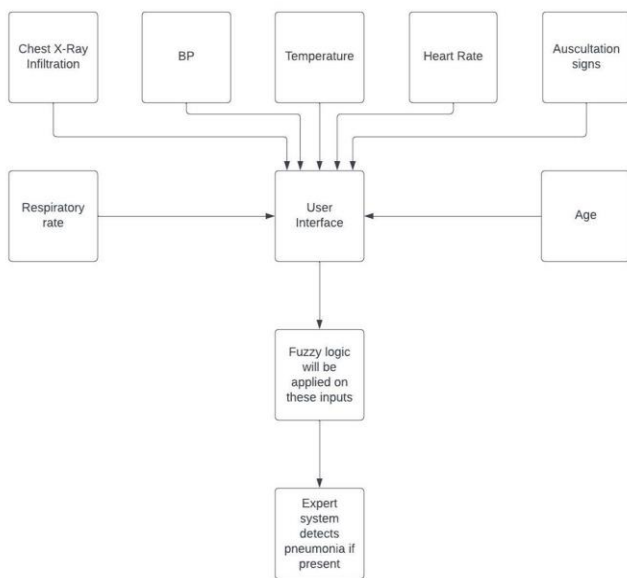 Chest X-Ray
Infiltration
BP
Temperature
Heart Rate
Auscultation
signs
Respiratory
rate
User
Interface
Age
Fuzzy logic
will be
applied on
these inputs
Expert
system
detects
pneumonia if
present